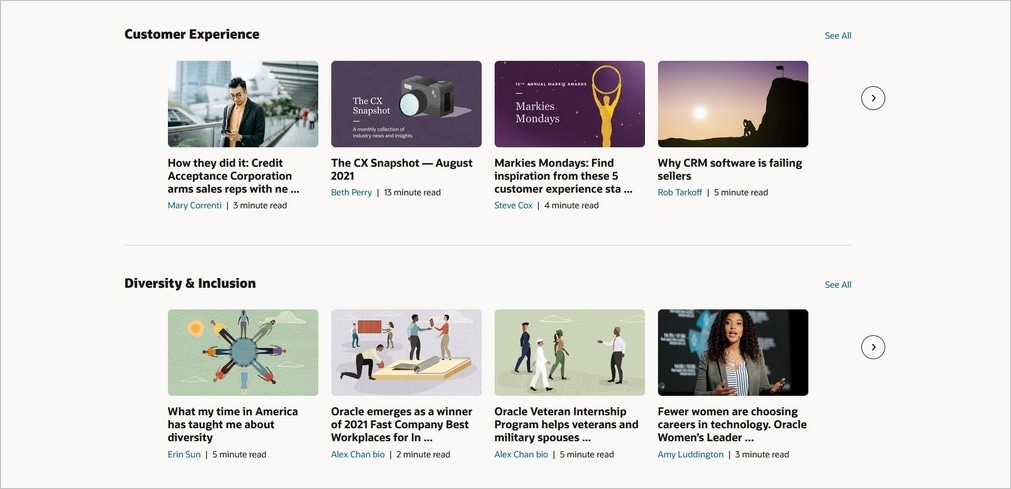 Customer Experience
See All
The CX
Snapshot
A monthly collection of
industry news and insights
15TH ANNUAL MARKIE AWARDS
Markies
Mondays
How they did it: Credit
Acceptance Corporation
arms sales reps with ne ...
Mary Correnti | 3 minute read
The CX Snapshot — August
2021
Beth Perry | 13 minute read
Markies Mondays: Find
inspiration from these 5
customer experience sta ...
Steve Cox | 4 minute read
Why CRM software is failing
sellers
Rob Tarkoff | 5 minute read
Diversity & Inclusion
See All
What my time in America
has taught me about
diversity
Erin Sun | 5 minute read
Oracle emerges as a winner
of 2021 Fast Company Best
Workplaces for In ...
Alex Chan bio | 2 minute read
Oracle Veteran Internship
Program helps veterans and
military spouses ...
Alex Chan bio | 5 minute read
Fewer women are choosing
careers in technology. Oracle
Women's Leader ...
Amy Luddington | 3 minute read